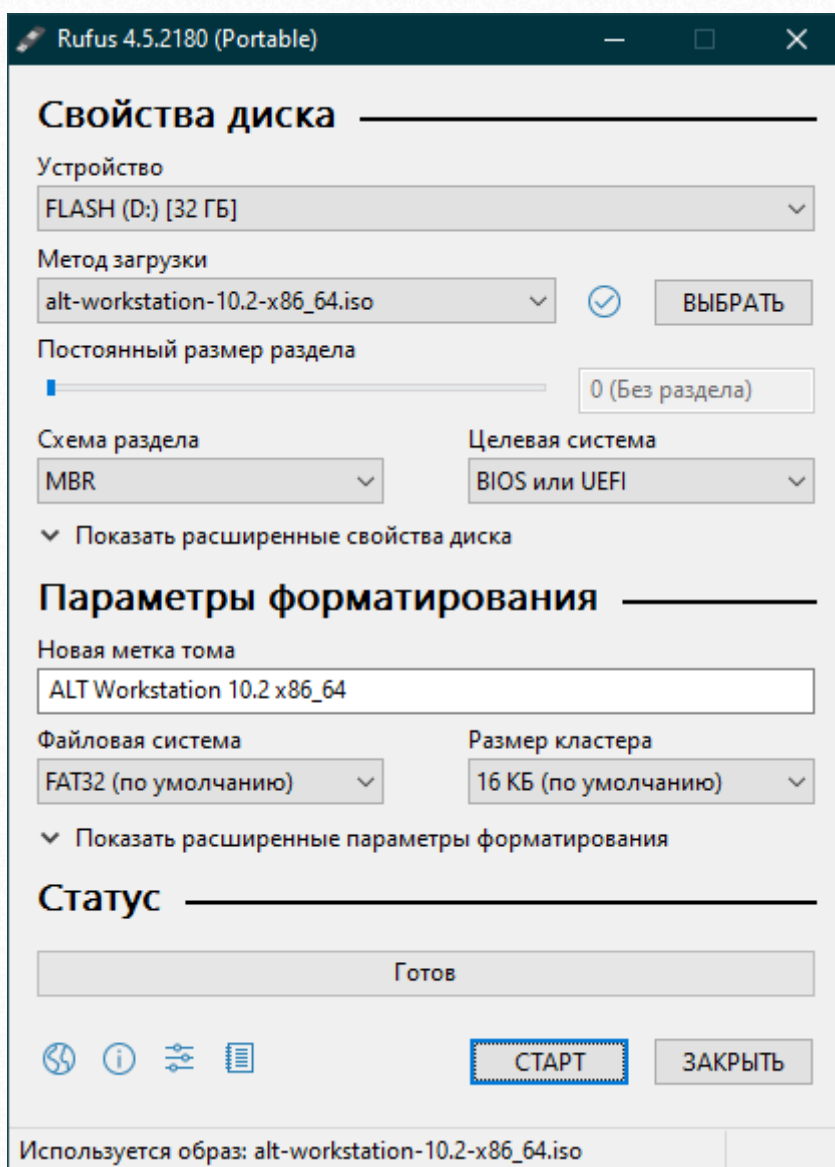 Rufus 4.5.2180 (Portable)
Свойства диска
Устройство
FLASH (D:) [32 ГБ]
Метод загрузки
alt-workstation-10.2-x86_64.iso
ВЫБРАТЬ
Постоянный размер раздела
0 (Без раздела)
Схема раздела Целевая система
MBR BIOS или UEFI
Показать расширенные свойства диска
Параметры форматирования
Новая метка тома
ALT Workstation 10.2 x86_64
Файловая система Размер кластера
FAT32 (по умолчанию) 16 КБ (по умолчанию)
Показать расширенные параметры форматирования
Статус
Готов
СТАРТ ЗАКРЫТЬ
Используется образ: alt-workstation-10.2-x86_64.iso